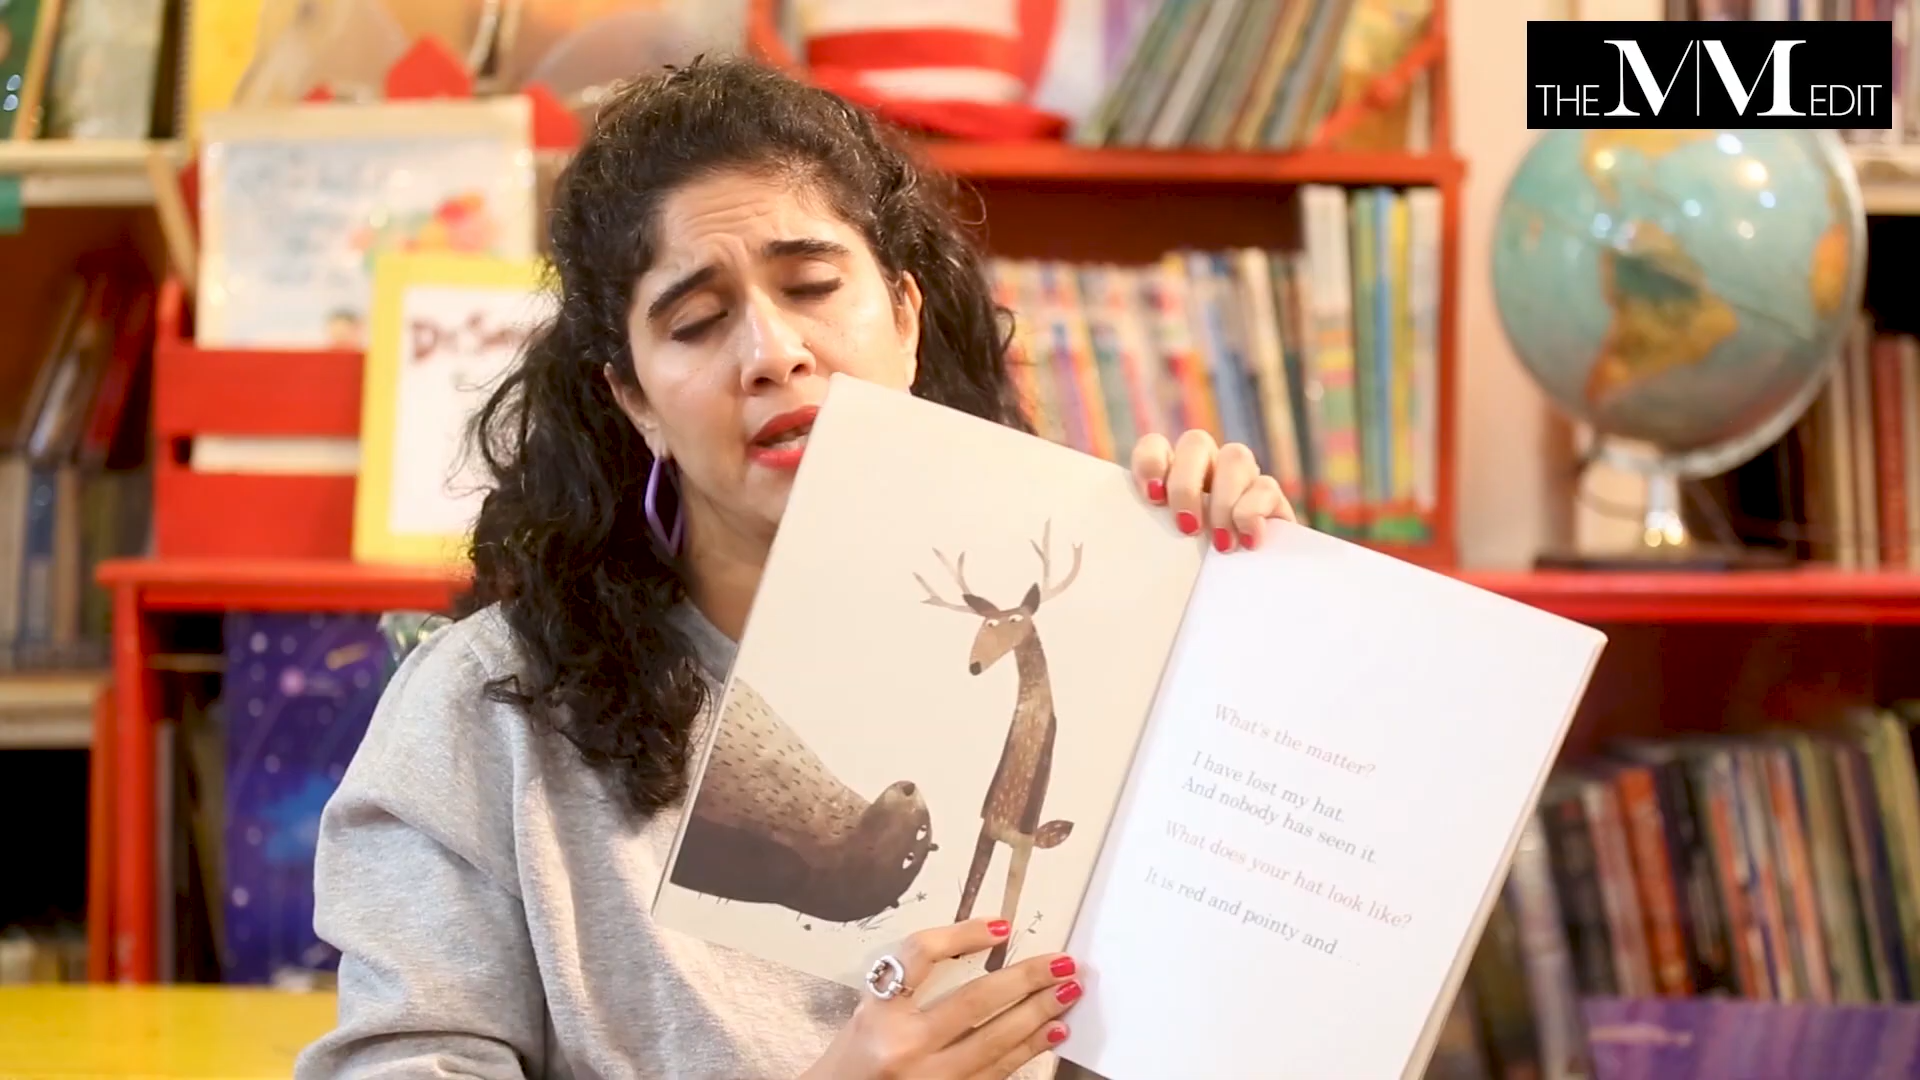 THE MM EDIT
What's the matter?
I have lost my hat.
And nobody has seen it.
What does your hat look like?
It is red and pointy and . . .